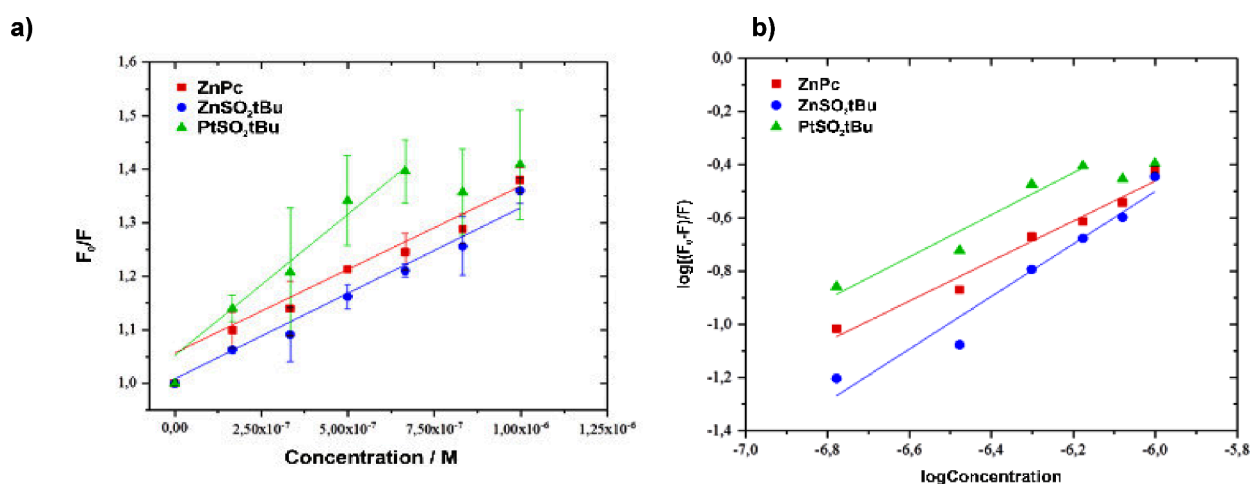 a)
1,6
1,5
1,4
1,3
1,2
1,1
1,0
F₀/F
ZnPc
ZnSO₂tBu
PtSO₂tBu
0,00
2,50x10⁻⁷
5,00x10⁻⁷
7,50x10⁻⁷
1,00x10⁻⁶
1,25x10⁻⁶
Concentration / M
b)
0,0
-0,2
-0,4
-0,6
-0,8
-1,0
-1,2
-1,4
log[(F₀-F)/F)
ZnPc
ZnSO₂tBu
PtSO₂tBu
-7,0
-6,8
-6,6
-6,4
-6,2
-6,0
-5,8
logConcentration